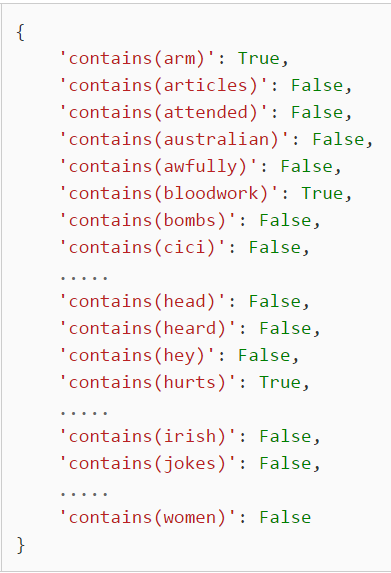 {
'contains(arm)': True,
'contains(articles)': False,
'contains(attended)': False,
'contains(australian)': False,
'contains(awfully)': False,
'contains(bloodwork)': True,
'contains(bombs)': False,
'contains(cici)': False,
.....
'contains(head)': False,
'contains(heard)': False,
'contains(hey)': False,
'contains(hurts)': True,
.....
'contains(irish)': False,
'contains(jokes)': False,
.....
'contains(women)': False
}